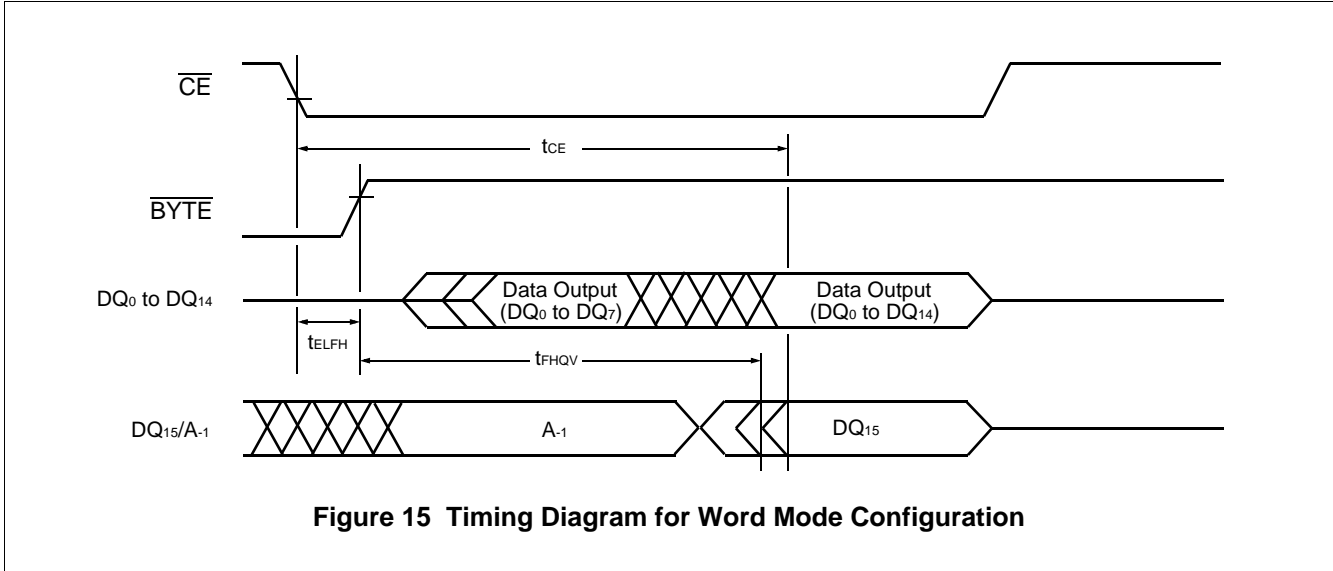 CE
tCE
BYTE
DQ0 to DQ14
Data Output
(DQ0 to DQ7)
Data Output
(DQ0 to DQ14)
tELFH
tFHQV
DQ15/A-1
A-1
DQ15
Figure 15 Timing Diagram for Word Mode Configuration